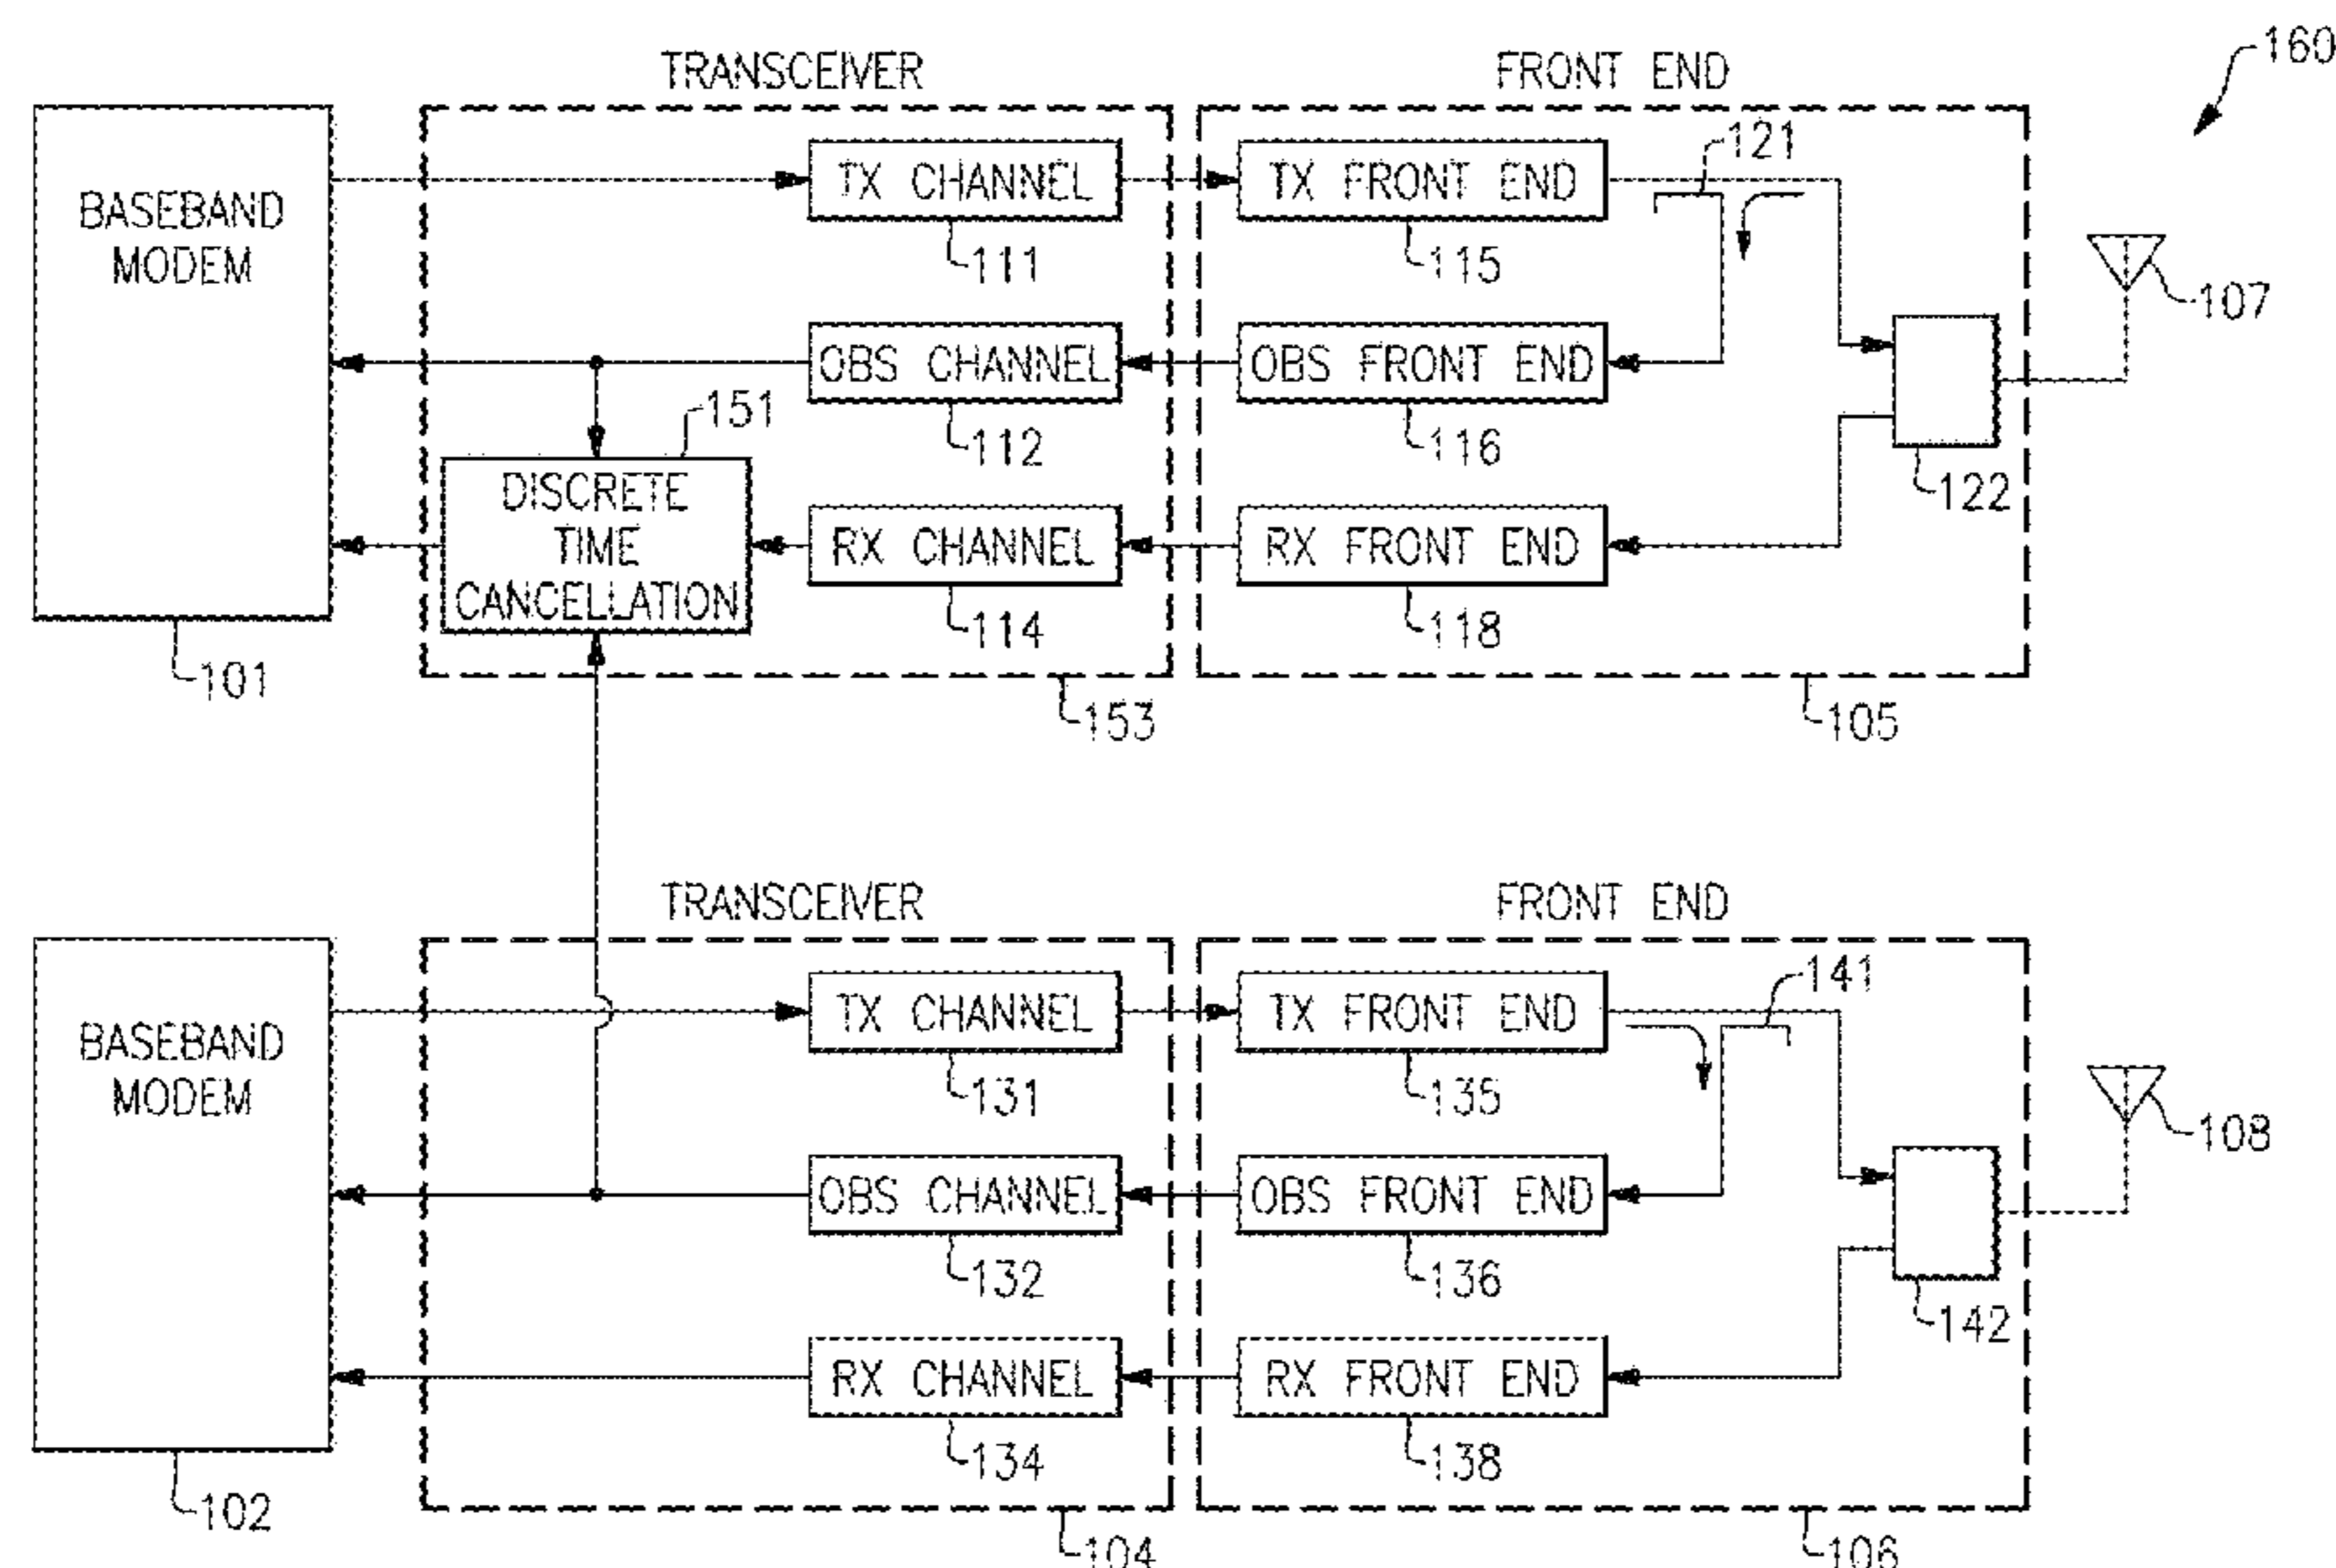 160
TRANSCEIVER
FRONT END
BASEBAND
MODEM
TX CHANNEL
TX FRONT END
121
111
115
107
OBS CHANNEL
OBS FRONT END
151
112
116
122
DISCRETE
TIME
CANCELLATION
RX CHANNEL
RX FRONT END
114
118
101
153
105
TRANSCEIVER
FRONT END
BASEBAND
MODEM
141
TX CHANNEL
TX FRONT END
131
135
108
OBS CHANNEL
OBS FRONT END
132
136
142
RX CHANNEL
RX FRONT END
134
138
102
104
106